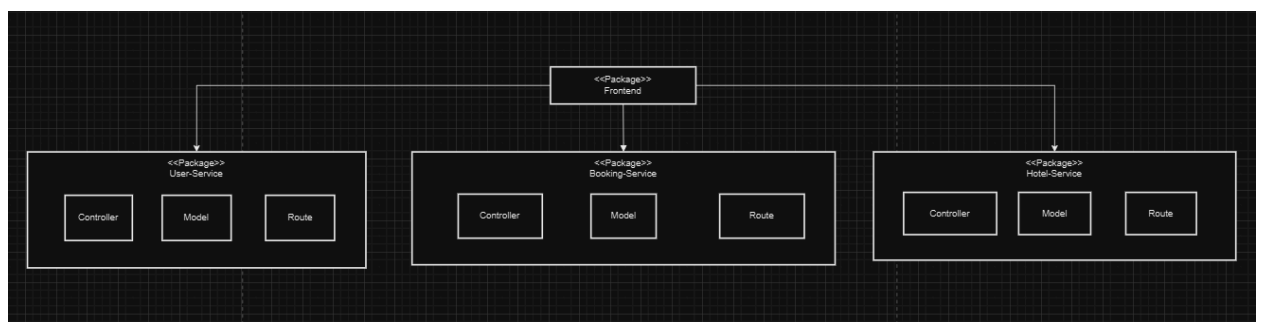 <<Package>>
Frontend
<<Package>>
User-Service
Controller
Model
Route
<<Package>>
Booking-Service
Controller
Model
Route
<<Package>>
Hotel-Service
Controller
Model
Route